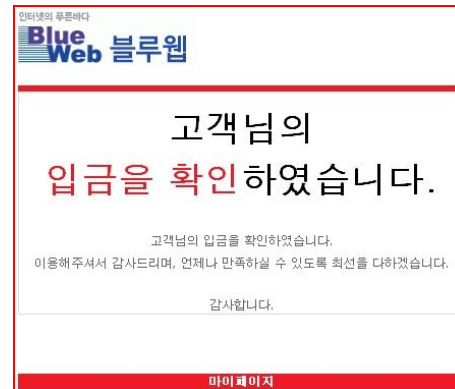 인터넷의 푸른바다
Blue
Web 블루웹
고객님의
입금을 확인하였습니다.
고객님의 입금을 확인하였습니다.
이용해주셔서 감사드리며, 언제나 만족하실 수 있도록 최선을 다하겠습니다.
감사합니다.
마이페이지